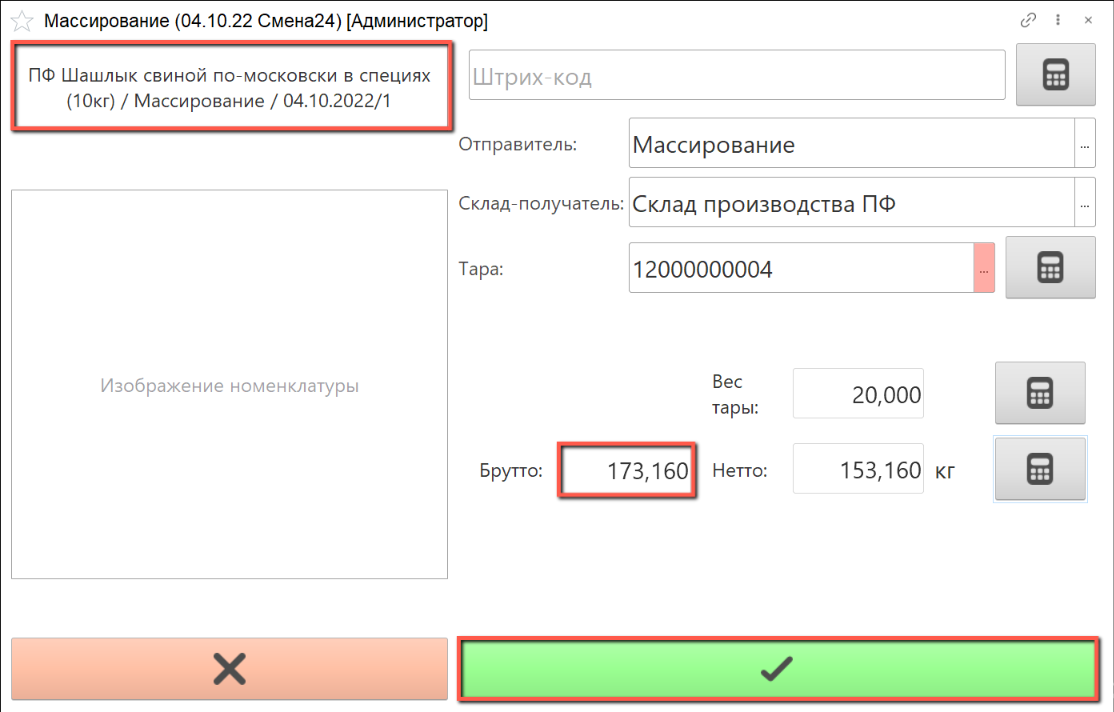 Массирование (04.10.22 Смена24) [Администратор]
ПФ Шашлык свиной по-московски в специях
(10кг) / Массирование / 04.10.2022/1
Штрих-код
Отправитель:
Массирование
...
Склад-получатель:
Склад производства ПФ
...
Тара:
12000000004
...
Изображение номенклатуры
Вес
тары:
20,000
Брутто:
173,160
Нетто:
153,160
кг